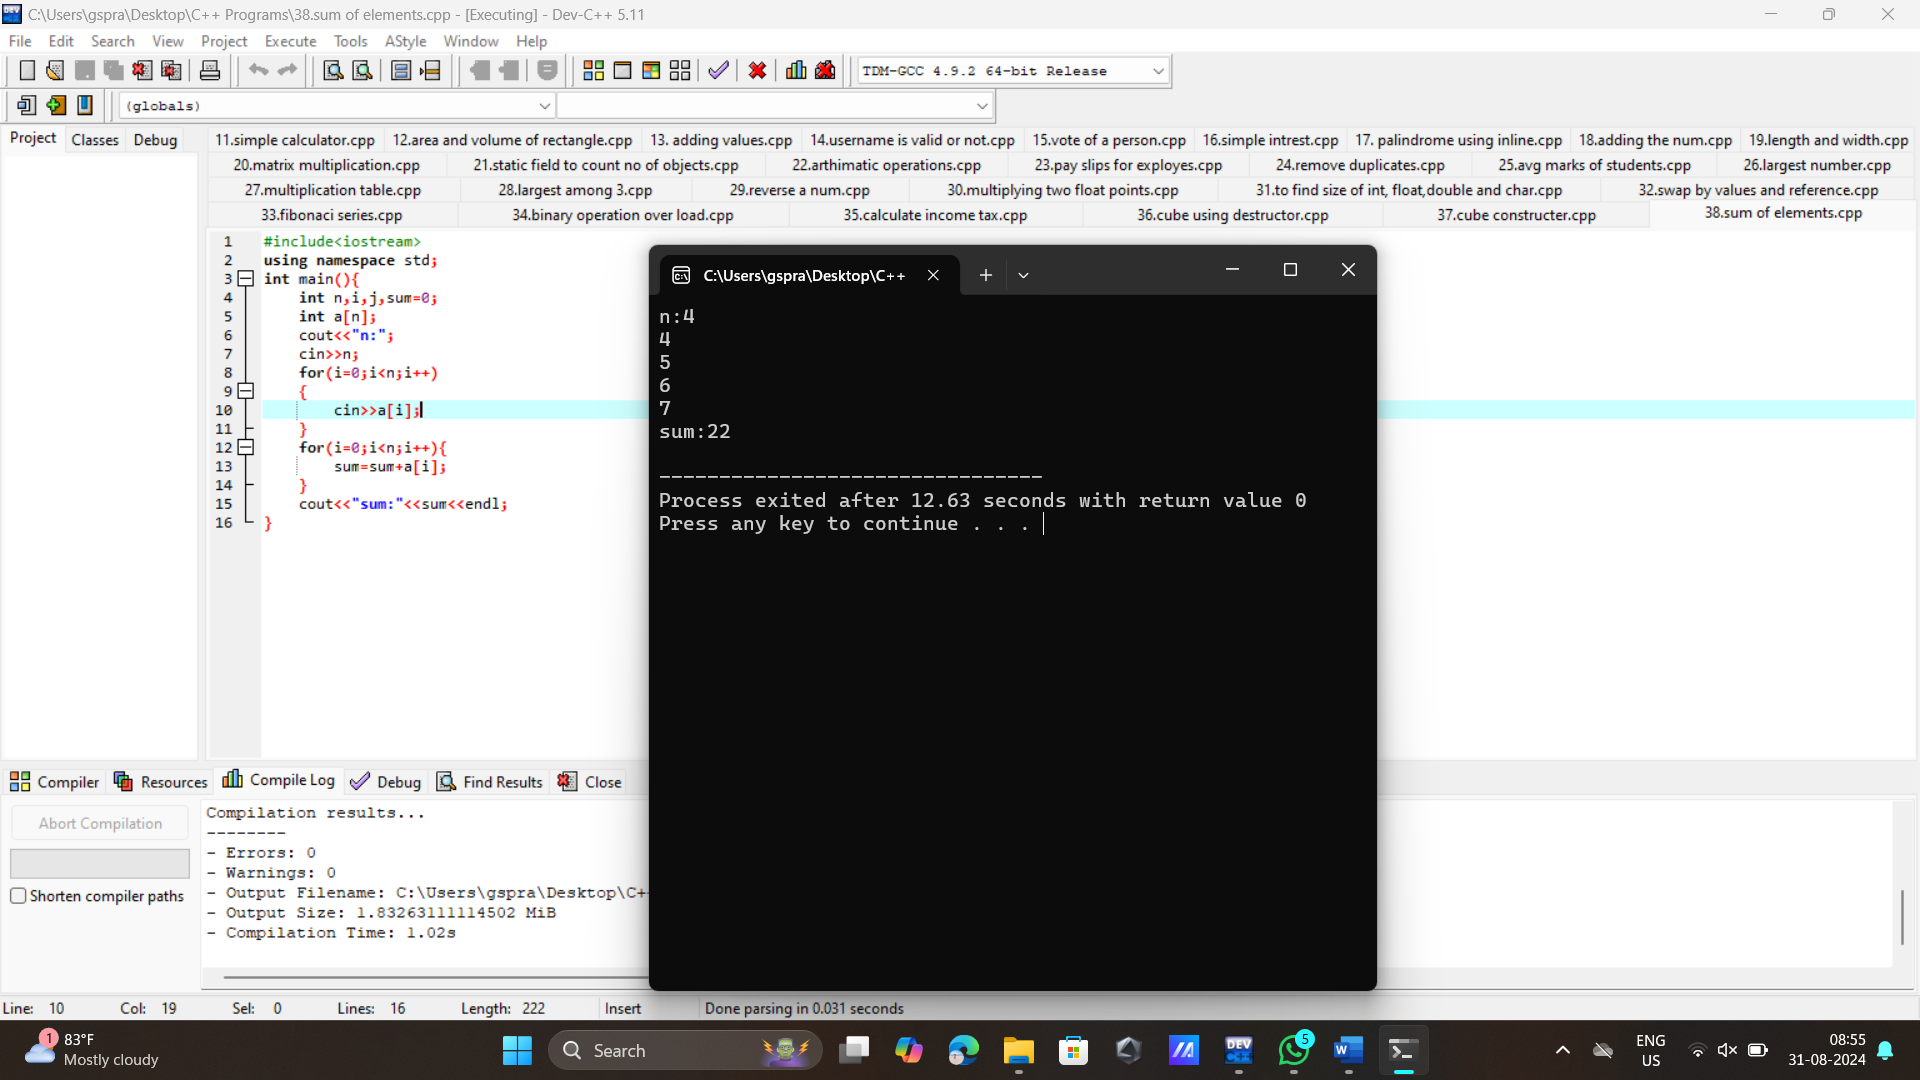 C:\Users\gspra\Desktop\C++ Programs\38.sum of elements.cpp - [Executing] - Dev-C++ 5.11
File Edit Search View Project Execute Tools AStyle Window Help
TDM-GCC 4.9.2 64-bit Release
(globals)
Project Classes Debug
11.simple calculator.cpp 12.area and volume of rectangle.cpp 13. adding values.cpp 14.username is valid or not.cpp 15.vote of a person.cpp 16.simple intrest.cpp 17. palindrome using inline.cpp 18.adding the num.cpp 19.length and width.cpp
20.matrix multiplication.cpp 21.static field to count no of objects.cpp 22.arthimatic operations.cpp 23.pay slips for exployes.cpp 24.remove duplicates.cpp 25.avg marks of students.cpp 26.largest number.cpp
27.multiplication table.cpp 28.largest among 3.cpp 29.reverse a num.cpp 30.multiplying two float points.cpp 31.to find size of int, float,double and char.cpp 32.swap by values and reference.cpp
33.fibonaci series.cpp 34.binary operation over load.cpp 35.calculate income tax.cpp 36.cube using destructor.cpp 37.cube constructer.cpp 38.sum of elements.cpp
1 #include<iostream>
2 using namespace std;
3 int main(){
4 int n,i,j,sum=0;
5 int a[n];
6 cout<<"n:";
7 cin>>n;
8 for(i=0;i<n;i++)
9 {
10 cin>>a[i];
11 }
12 for(i=0;i<n;i++){
13 sum=sum+a[i];
14 }
15 cout<<"sum:"<<sum<<endl;
16 }
C:\Users\gspra\Desktop\C++
n:4
4
5
6
7
sum:22
--------------------------------
Process exited after 12.63 seconds with return value 0
Press any key to continue . . .
Compiler Resources Compile Log Debug Find Results Close
Abort Compilation
Shorten compiler paths
Compilation results...
--------
- Errors: 0
- Warnings: 0
- Output Filename: C:\Users\gspra\Desktop\C+
- Output Size: 1.83263111114502 MiB
- Compilation Time: 1.02s
Line: 10 Col: 19 Sel: 0 Lines: 16 Length: 222 Insert Done parsing in 0.031 seconds
1
83°F
Mostly cloudy
Search
DEV
C++
5
W
ENG
US
08:55
31-08-2024